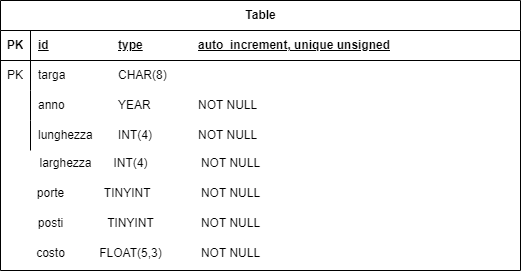 Table
PK id type auto_increment, unique unsigned
PK targa CHAR(8)
anno YEAR NOT NULL
lunghezza INT(4) NOT NULL
larghezza INT(4) NOT NULL
porte TINYINT NOT NULL
posti TINYINT NOT NULL
costo FLOAT(5,3) NOT NULL